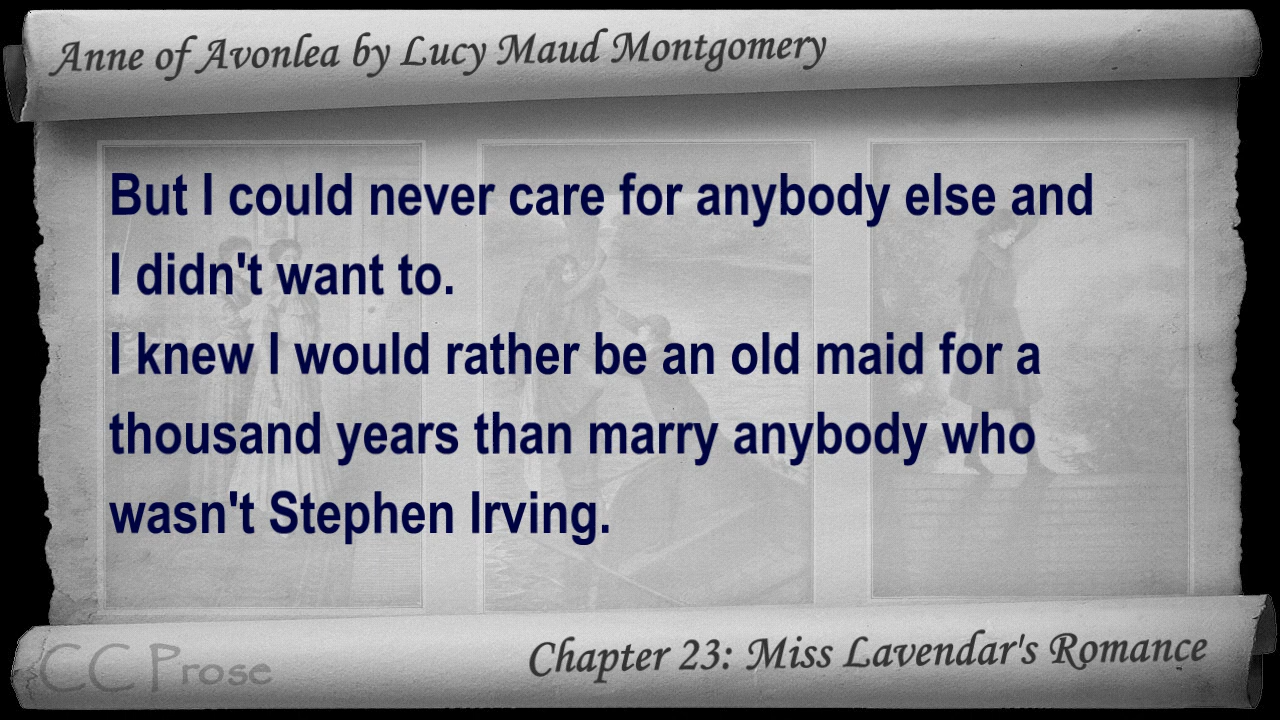 Anne of Avonlea by Lucy Maud Montgomery
But I could never care for anybody else and
I didn't want to.
I knew I would rather be an old maid for a
thousand years than marry anybody who
wasn't Stephen Irving.
CC Prose
Chapter 23: Miss Lavendar's Romance